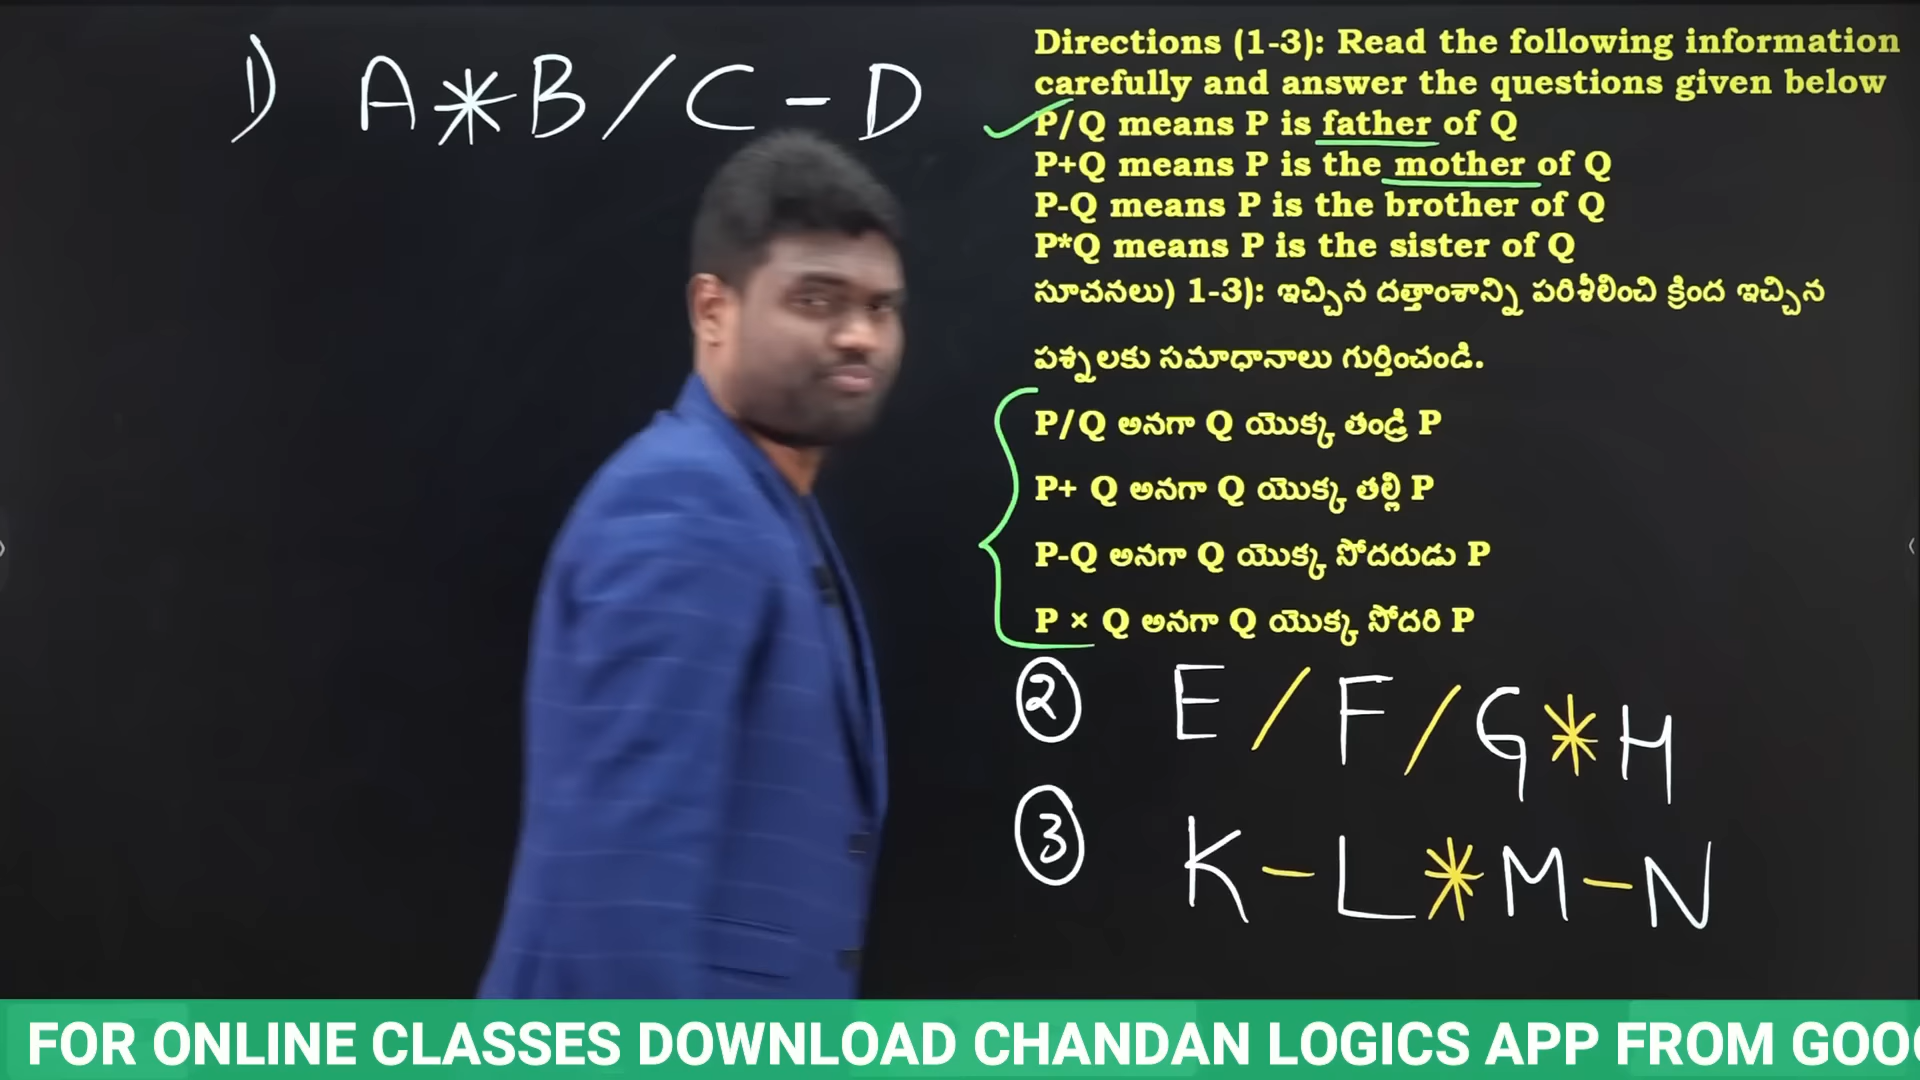 1) A*B/C-D
Directions (1-3): Read the following information
carefully and answer the questions given below
P/Q means P is father of Q
P+Q means P is the mother of Q
P-Q means P is the brother of Q
P*Q means P is the sister of Q
సూచనలు) 1-3): ఇచ్చిన దత్తాంశాన్ని పరిశీలించి క్రింద ఇచ్చిన
పశ్నలకు సమాధానాలు గుర్తించండి.
P/Q అనగా Q యొక్క తండ్రి P
P+ Q అనగా Q యొక్క తల్లి P
P-Q అనగా Q యొక్క సోదరుడు P
P × Q అనగా Q యొక్క సోదరి P
② E/F/G*H
③ K-L*M-N
FOR ONLINE CLASSES DOWNLOAD CHANDAN LOGICS APP FROM